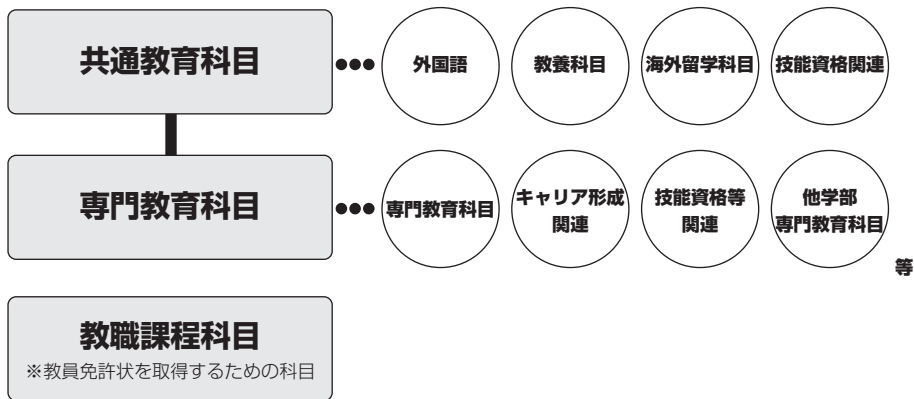 共通教育科目
●●●
外国語
教養科目
海外留学科目
技能資格関連
専門教育科目
●●●
専門教育科目
キャリア形成
関連
技能資格等
関連
他学部
専門教育科目
等
教職課程科目
※教員免許状を取得するための科目